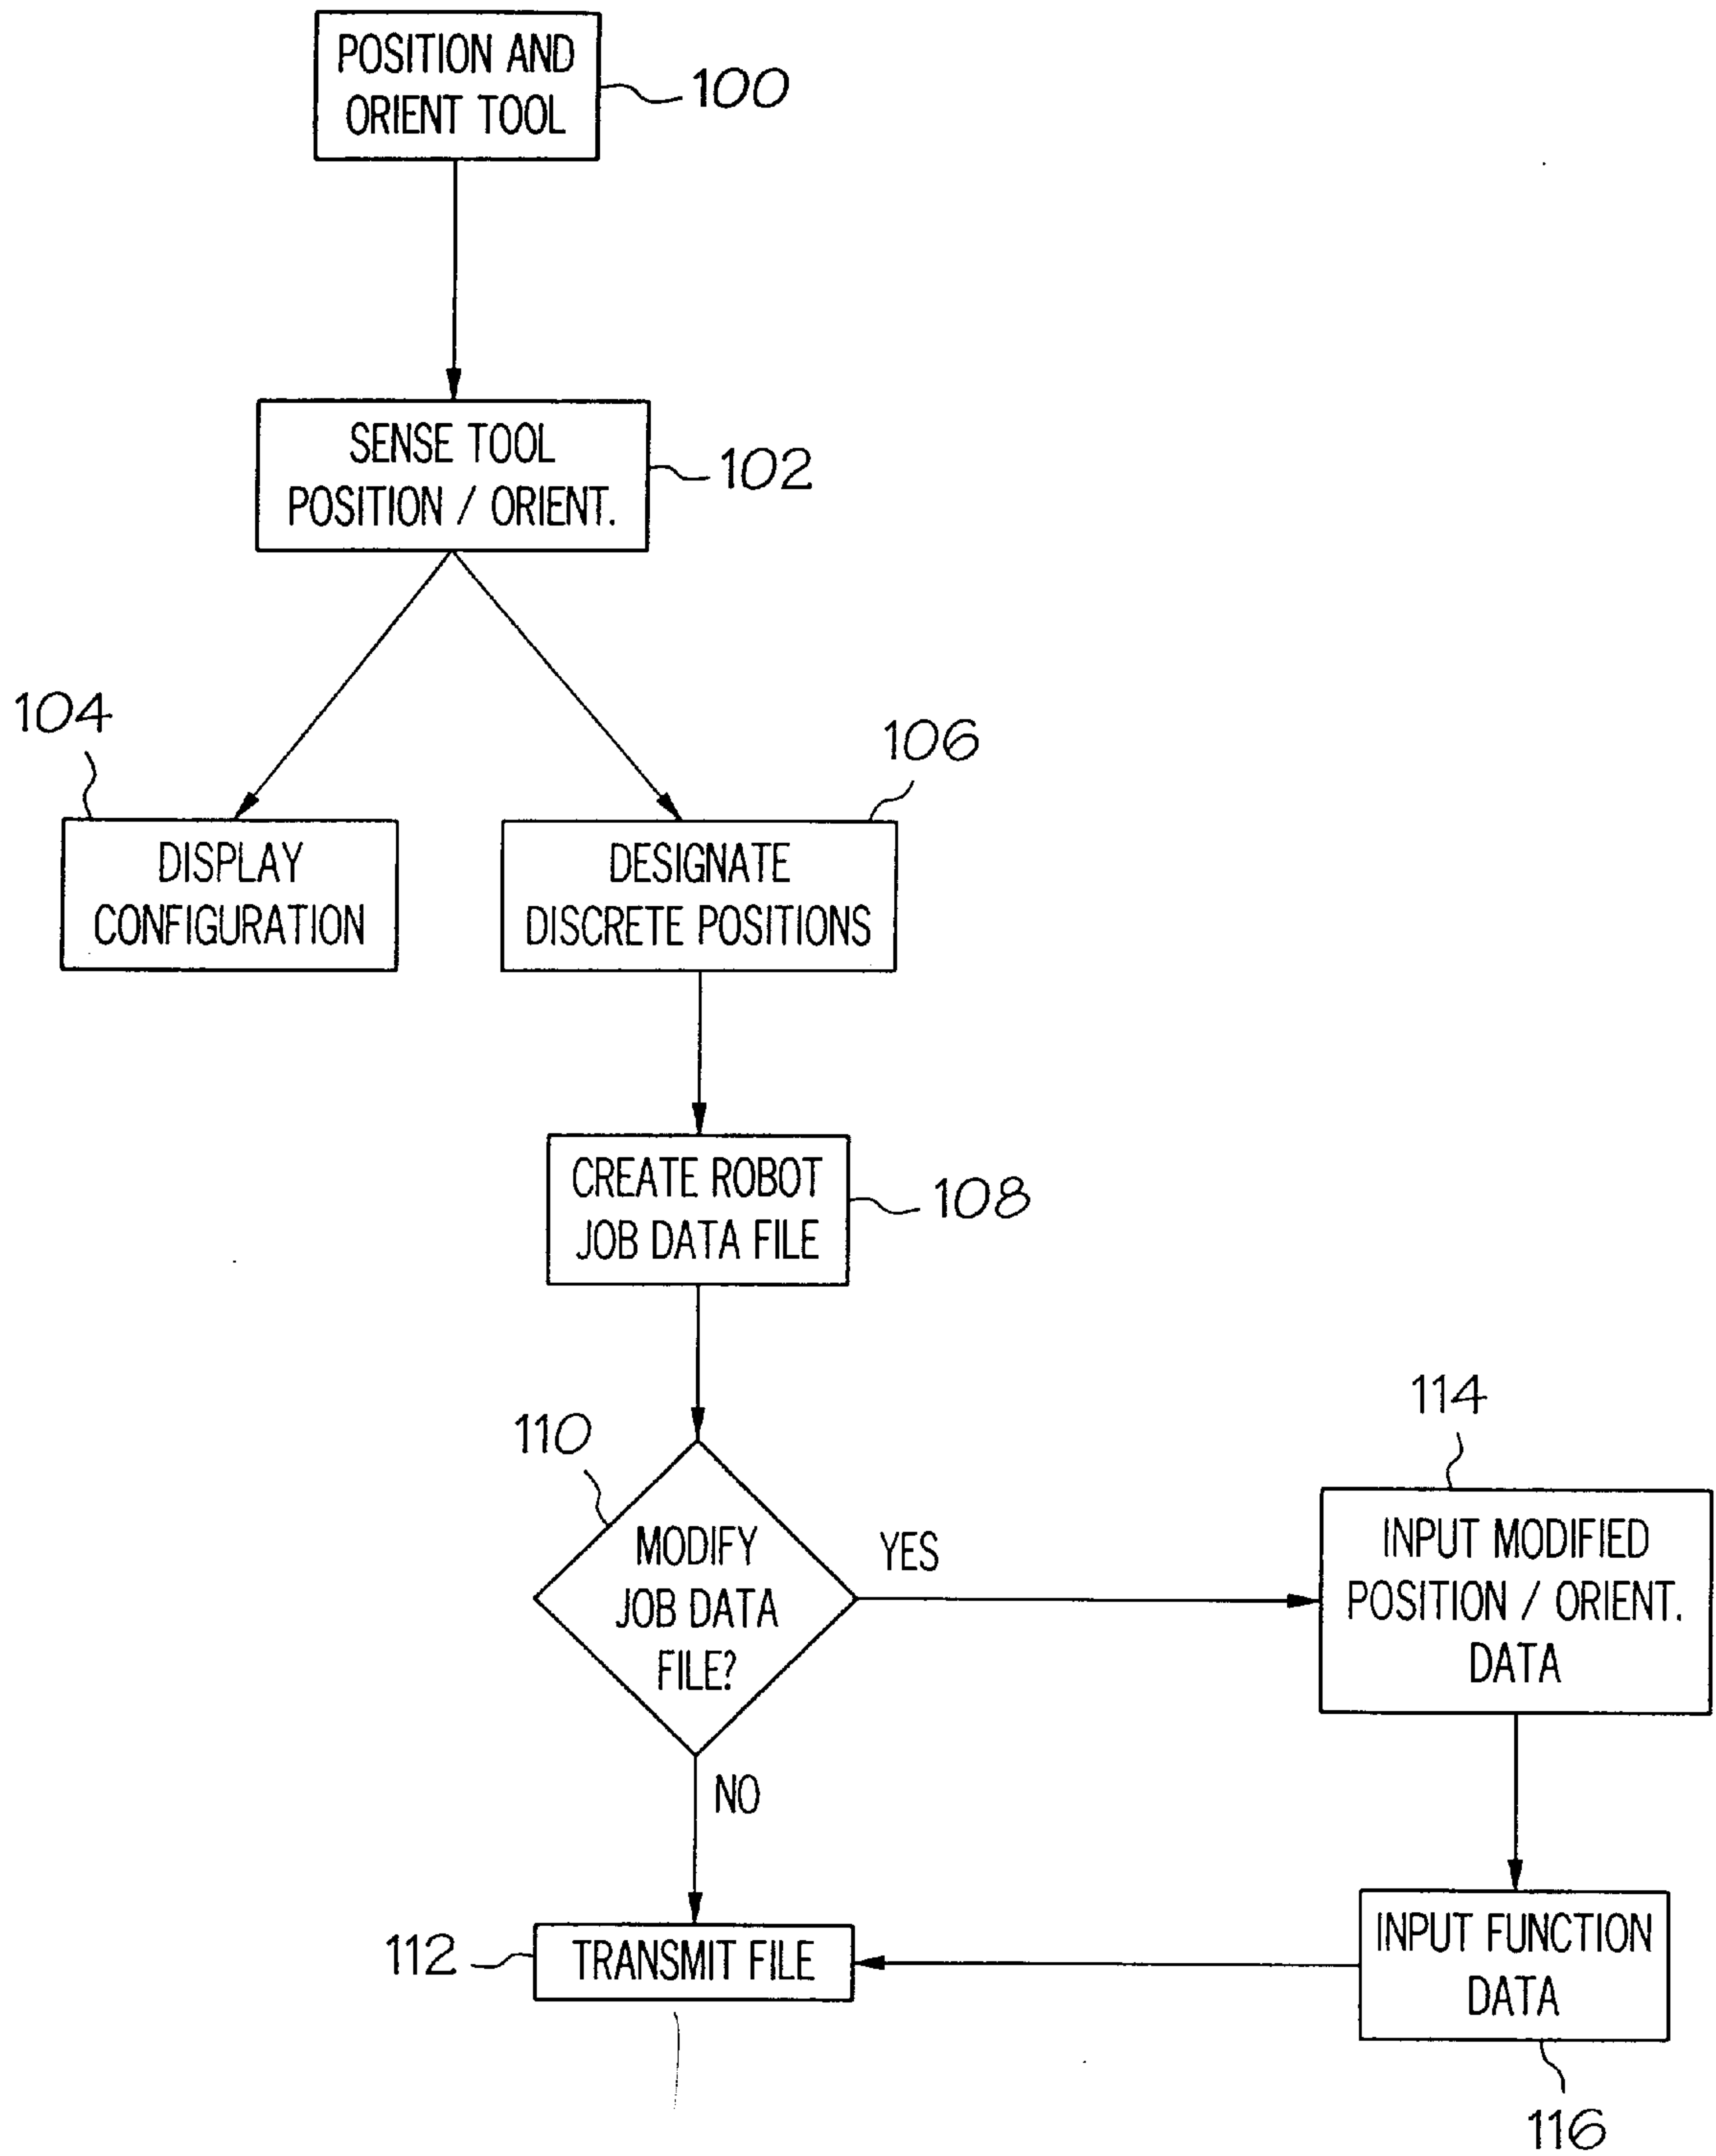 POSITION AND
ORIENT TOOL
100
SENSE TOOL
POSITION / ORIENT.
102
104
DISPLAY
CONFIGURATION
106
DESIGNATE
DISCRETE POSITIONS
CREATE ROBOT
JOB DATA FILE
108
110
MODIFY
JOB DATA
FILE?
YES
NO
114
INPUT MODIFIED
POSITION / ORIENT.
DATA
112
TRANSMIT FILE
INPUT FUNCTION
DATA
116